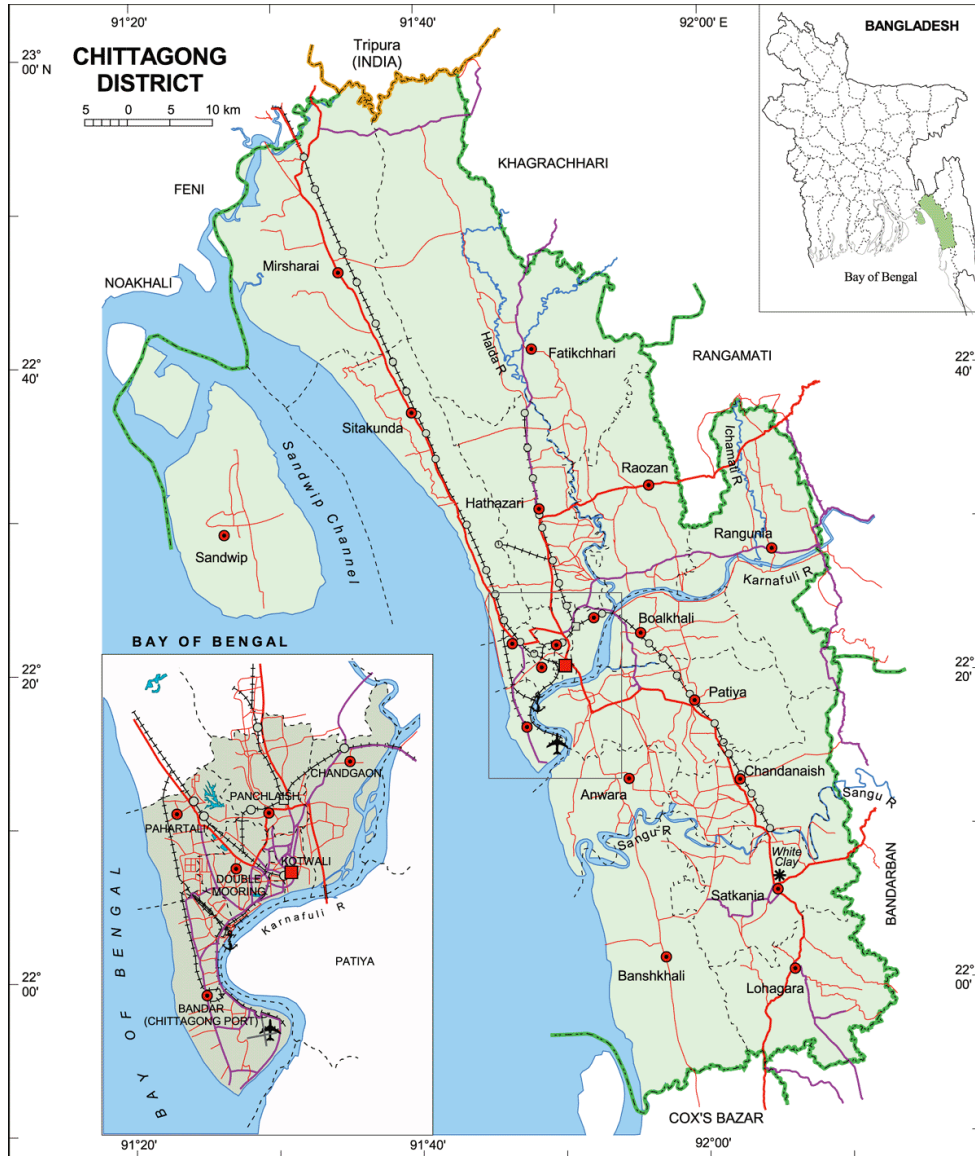 91°20'
91°40'
92°00' E
23°
00' N
CHITTAGONG
DISTRICT
5 0 5 10 km
Tripura
(INDIA)
BANGLADESH
Bay of Bengal
KHAGRACHHARI
FENI
NOAKHALI
Mirsharai
Halda R
Fatikchhari
RANGAMATI
22°
40'
22°
40'
Sitakunda
Ichamati R
Sandwip Channel
Raozan
Hathazari
Rangunia
Sandwip
Karnafuli R
Boalkhali
BAY OF BENGAL
22°
20'
22°
20'
Patiya
Chandanaish
Anwara
Sangu R
Sangu R
White
Clay
Satkania
BANDARBAN
Banshkhali
Lohagara
22°
00'
22°
00'
COX'S BAZAR
CHANDGAON
PANCHLAISH
PAHARTALI
KOTWALI
DOUBLE
MOORING
Karnafuli R
PATIYA
BANDAR
(CHITTAGONG PORT)
BAY OF BENGAL
91°20'
91°40'
92°00'